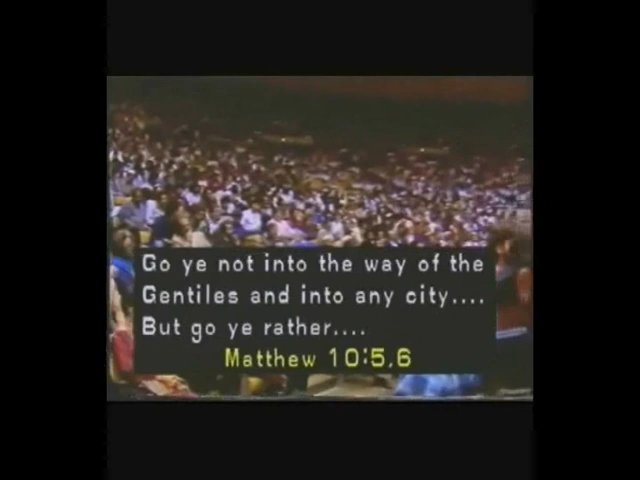 Go ye not into the way of the
Gentiles and into any city....
But go ye rather....
Matthew 10:5,6